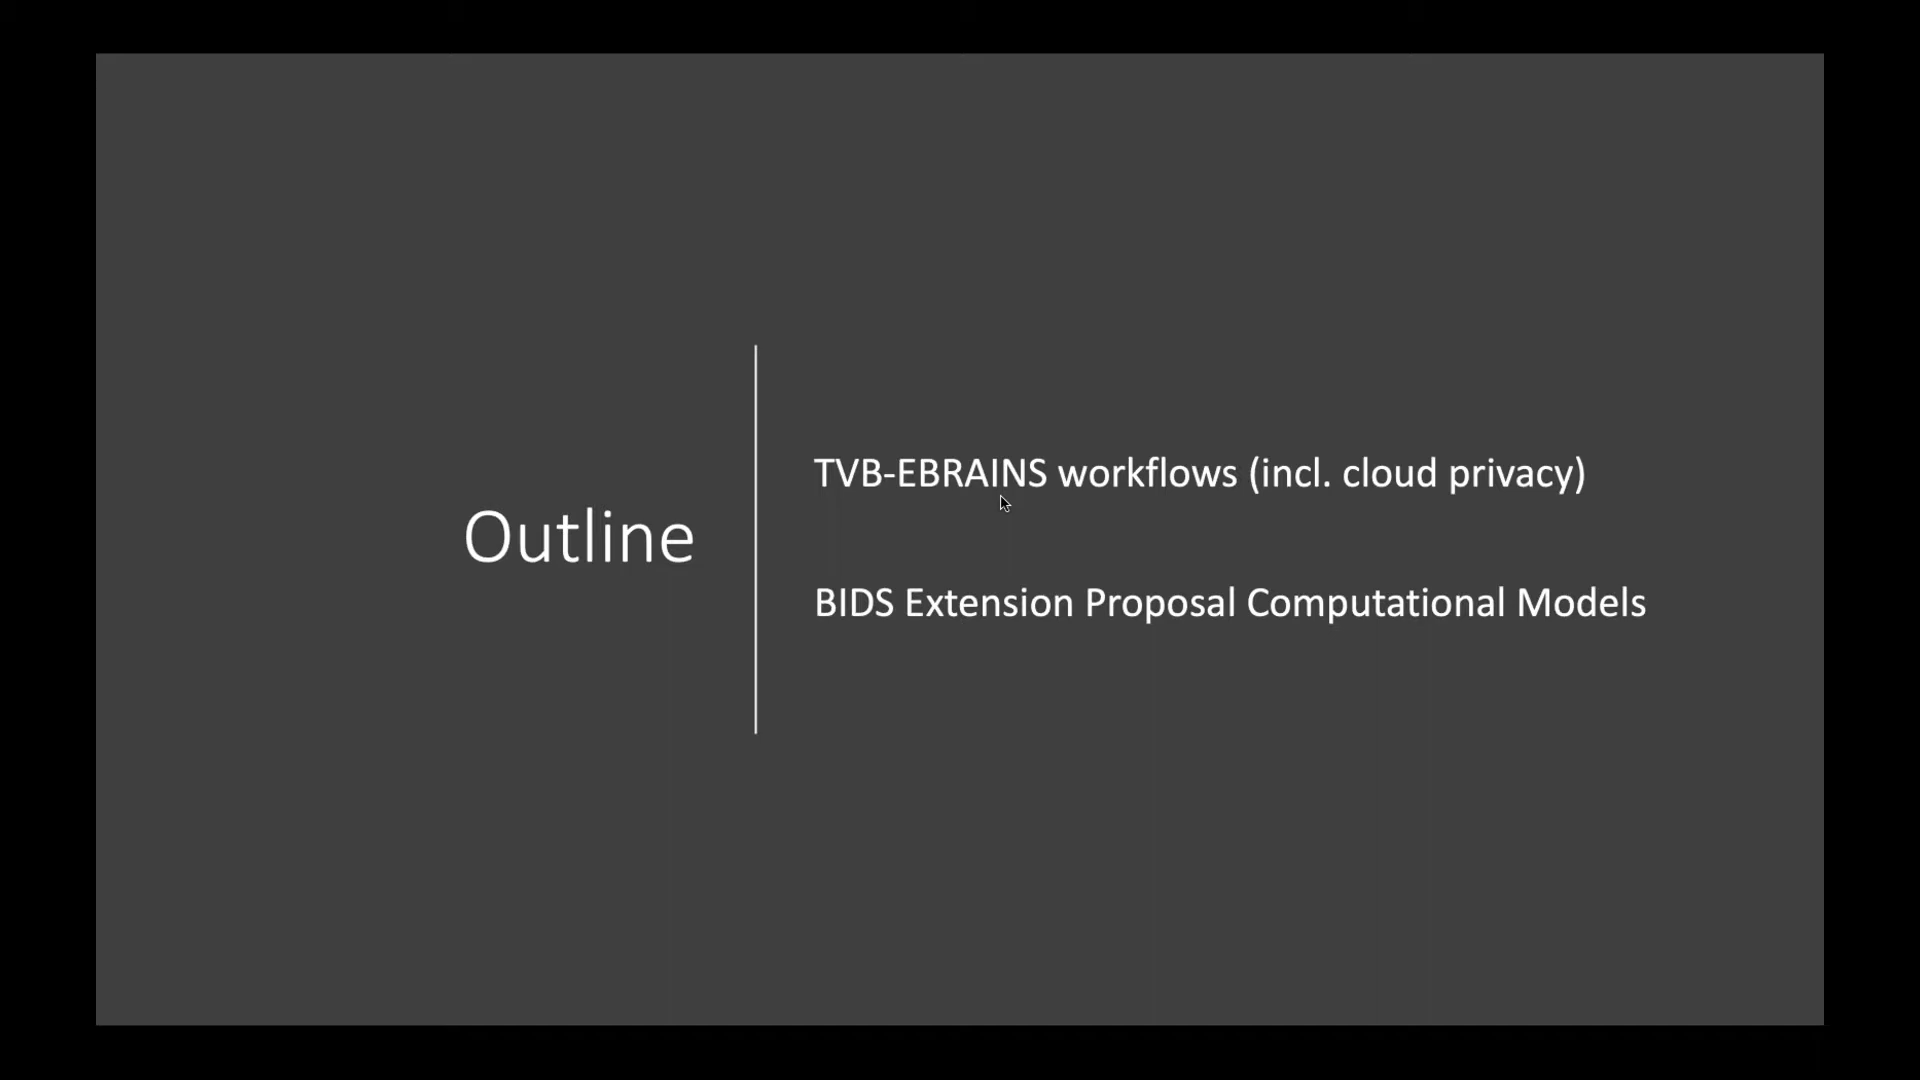 Outline
TVB-EBRAINS workflows (incl. cloud privacy)
BIDS Extension Proposal Computational Models